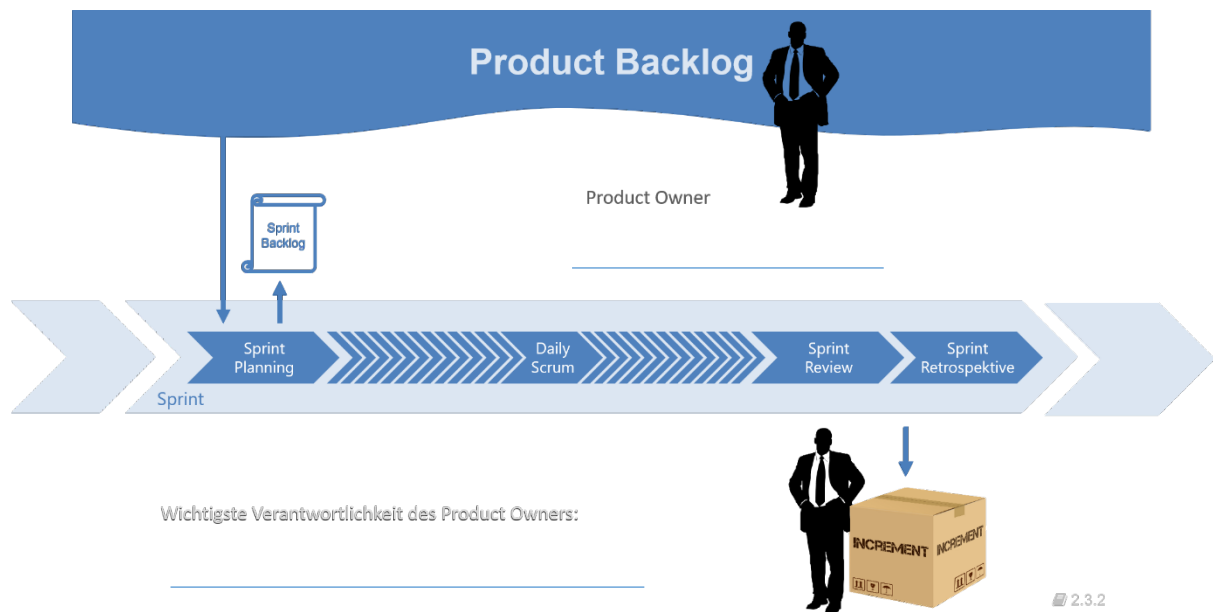 Product Backlog
Product Owner
Sprint
Backlog
Sprint
Planning
Daily
Scrum
Sprint
Review
Sprint
Retrospektive
Sprint
Wichtigste Verantwortlichkeit des Product Owners:
INCREMENT
INCREMENT
2.3.2